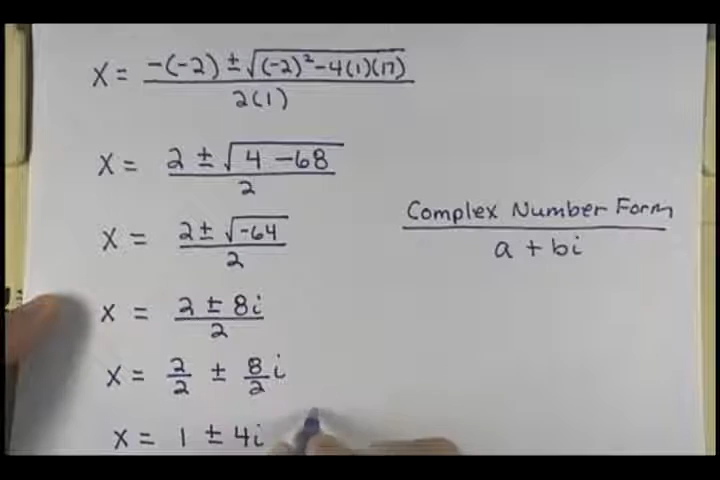 x = -(-2) ± √(-2)² - 4(1)(17) / 2(1)
x = 2 ± √4 - 68 / 2
x = 2 ± √-64 / 2
x = 2 ± 8i / 2
x = 2/2 ± 8/2 i
x = 1 ± 4i
Complex Number Form
a + bi